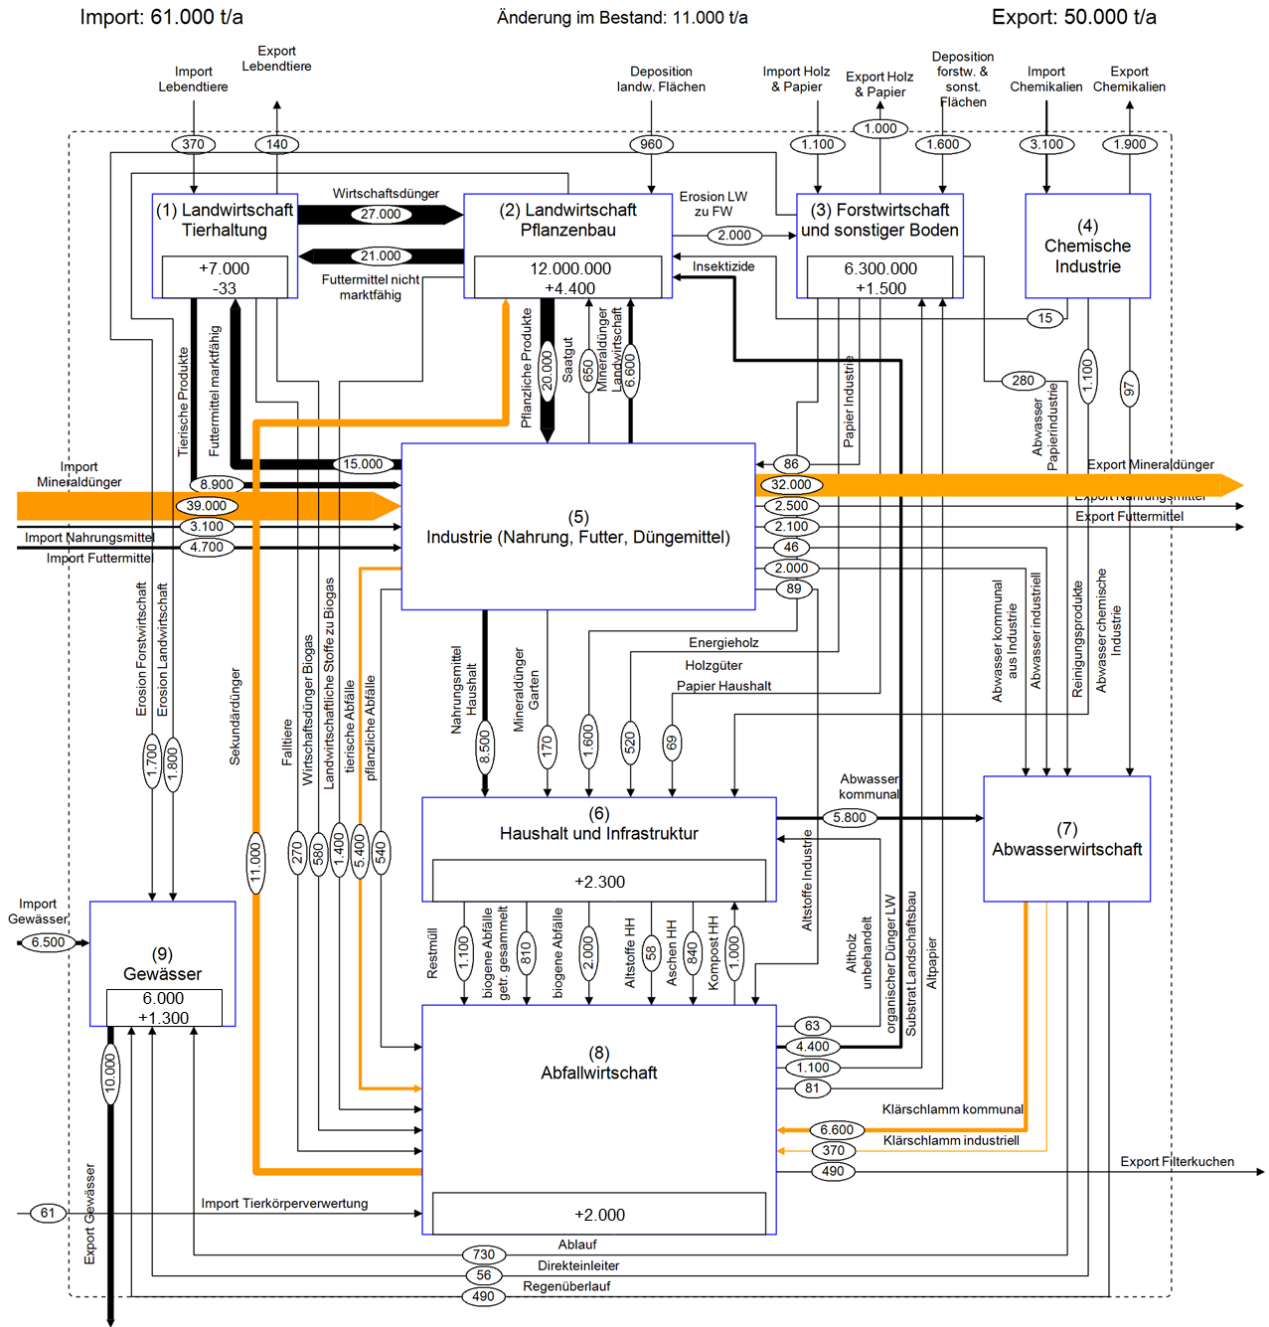 Import: 61.000 t/a
Änderung im Bestand: 11.000 t/a
Export: 50.000 t/a
Import
Lebendtiere
Export
Lebendtiere
Deposition
landw. Flächen
Import Holz
& Papier
Export Holz
& Papier
Deposition
forstw. &
sonst.
Flächen
Import
Chemikalien
Export
Chemikalien
370
140
960
1.100
1.000
1.600
3.100
1.900
(1) Landwirtschaft
Tierhaltung
+7.000
-33
Wirtschaftsdünger
27.000
21.000
Futtermittel nicht
marktfähig
(2) Landwirtschaft
Pflanzenbau
12.000.000
+4.400
Erosion LW
zu FW
2.000
Insektizide
(3) Forstwirtschaft
und sonstiger Boden
6.300.000
+1.500
(4)
Chemische
Industrie
15
280
1.100
97
Tierische Produkte
Futtermittel marktfähig
Pflanzliche Produkte
20.000
Saatgut
650
Mineraldünger
Landwirtschaft
6.600
Papier Industrie
Abwasser
Papierindustrie
Import
Mineraldünger
15.000
8.900
39.000
3.100
Import Nahrungsmittel
4.700
Import Futtermittel
(5)
Industrie (Nahrung, Futter, Düngemittel)
86
32.000
2.500
2.100
46
2.000
89
Export Mineraldünger
Export Nahrungsmittel
Export Futtermittel
Erosion Forstwirtschaft
1.700
Erosion Landwirtschaft
1.800
Sekundärdünger
11.000
Falltiere
270
Wirtschaftsdünger Biogas
580
Landwirtschaftliche Stoffe zu Biogas
1.400
tierische Abfälle
5.400
pflanzliche Abfälle
540
Nahrungsmittel
Haushalt
8.500
Mineraldünger
Garten
170
1.600
520
69
Energieholz
Holzgüter
Papier Haushalt
Abwasser kommunal
aus Industrie
Abwasser industriell
Reinigungsprodukte
Abwasser chemische
Industrie
(6)
Haushalt und Infrastruktur
+2.300
Abwasser
kommunal
5.800
(7)
Abwasserwirtschaft
Import
Gewässer
6.500
(9)
Gewässer
6.000
+1.300
10.000
Export Gewässer
Restmüll
1.100
biogene Abfälle
getr. gesammelt
810
biogene Abfälle
2.000
Altstoffe HH
58
Aschen HH
840
Kompost HH
1.000
Altstoffe Industrie
Altholz
unbehandelt
organischer Dünger LW
Substrat Landschaftsbau
Altpapier
(8)
Abfallwirtschaft
+2.000
63
4.400
1.100
81
Klärschlamm kommunal
6.600
Klärschlamm industriell
370
490
Export Filterkuchen
61
Import Tierkörperverwertung
Ablauf
730
Direkteinleiter
56
Regenüberlauf
490